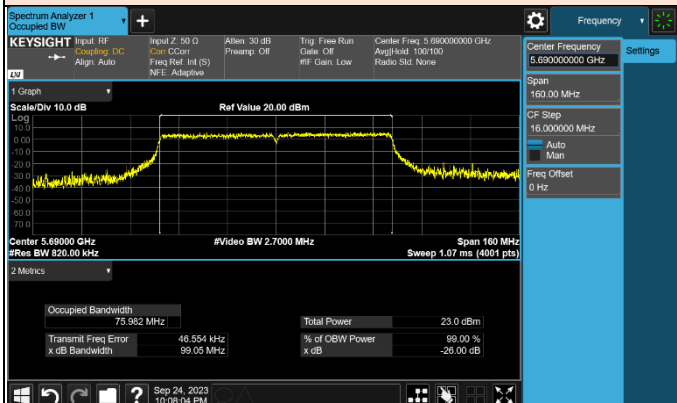 Spectrum Analyzer 1
Occupied BW
Frequency
KEYSIGHT
Input: RF
Coupling: DC
Align: Auto
Input Z: 50 Ω
Corr CCorr
Freq Ref: Int (S)
NFE: Adaptive
Atten: 30 dB
Preamp: Off
Trig: Free Run
Gate: Off
#IF Gain: Low
Center Freq: 5.690000000 GHz
Avg|Hold: 100/100
Radio Std: None
LXI
Center Frequency
5.690000000 GHz
Settings
Span
160.00 MHz
CF Step
16.000000 MHz
Auto
Man
Freq Offset
0 Hz
1 Graph
Scale/Div 10.0 dB
Ref Value 20.00 dBm
Log
10.0
0.00
-10.0
-20.0
-30.0
-40.0
-50.0
-60.0
-70.0
Center 5.69000 GHz
#Video BW 2.7000 MHz
Span 160 MHz
#Res BW 820.00 kHz
Sweep 1.07 ms (4001 pts)
2 Metrics
Occupied Bandwidth
75.982 MHz
Total Power 23.0 dBm
Transmit Freq Error 46.554 kHz
% of OBW Power 99.00 %
x dB Bandwidth 99.05 MHz
x dB -26.00 dB
?
Sep 24, 2023
10:08:04 PM